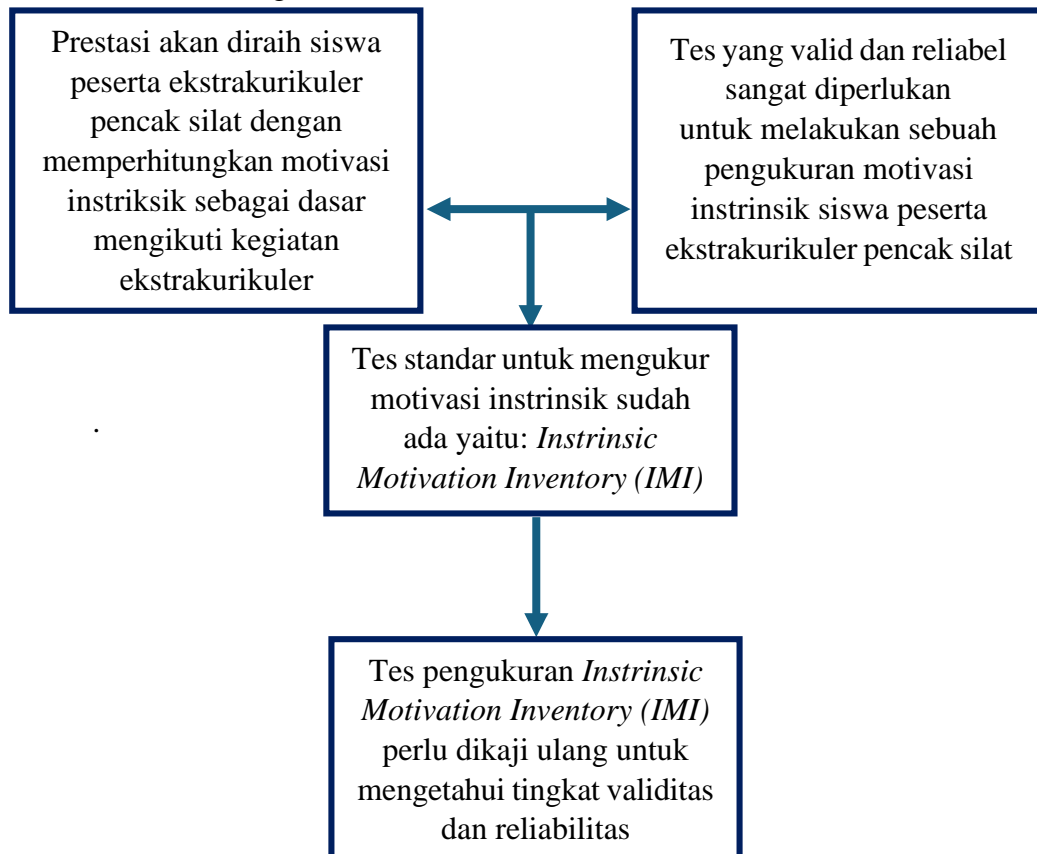 Prestasi akan diraih siswa
peserta ekstrakurikuler
pencak silat dengan
memperhitungkan motivasi
instriksik sebagai dasar
mengikuti kegiatan
ekstrakurikuler
Tes yang valid dan reliabel
sangat diperlukan
untuk melakukan sebuah
pengukuran motivasi
instrinsik siswa peserta
ekstrakurikuler pencak silat
Tes standar untuk mengukur
motivasi instrinsik sudah
ada yaitu: Instrinsic
Motivation Inventory (IMI)
.
Tes pengukuran Instrinsic
Motivation Inventory (IMI)
perlu dikaji ulang untuk
mengetahui tingkat validitas
dan reliabilitas